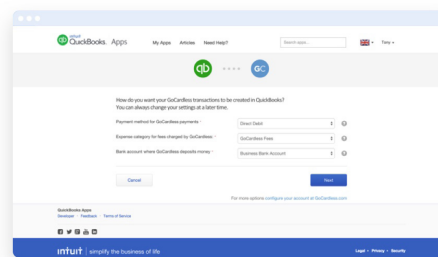 qb intuit QuickBooks. Apps
My Apps Articles Need Help?
Search apps...
Tony
qb GC
How do you want your GoCardless transactions to be created in QuickBooks?
You can always change your settings at a later time.
Payment method for GoCardless payments * Direct Debit
Expense category for fees charged by GoCardless: * GoCardless Fees
Bank account where GoCardless deposits money: * Business Bank Account
Cancel Next
For more options configure your account at GoCardless.com
QuickBooks Apps
Developer · Feedback · Terms of Service
intuit | simplify the business of life
Legal · Privacy · Security